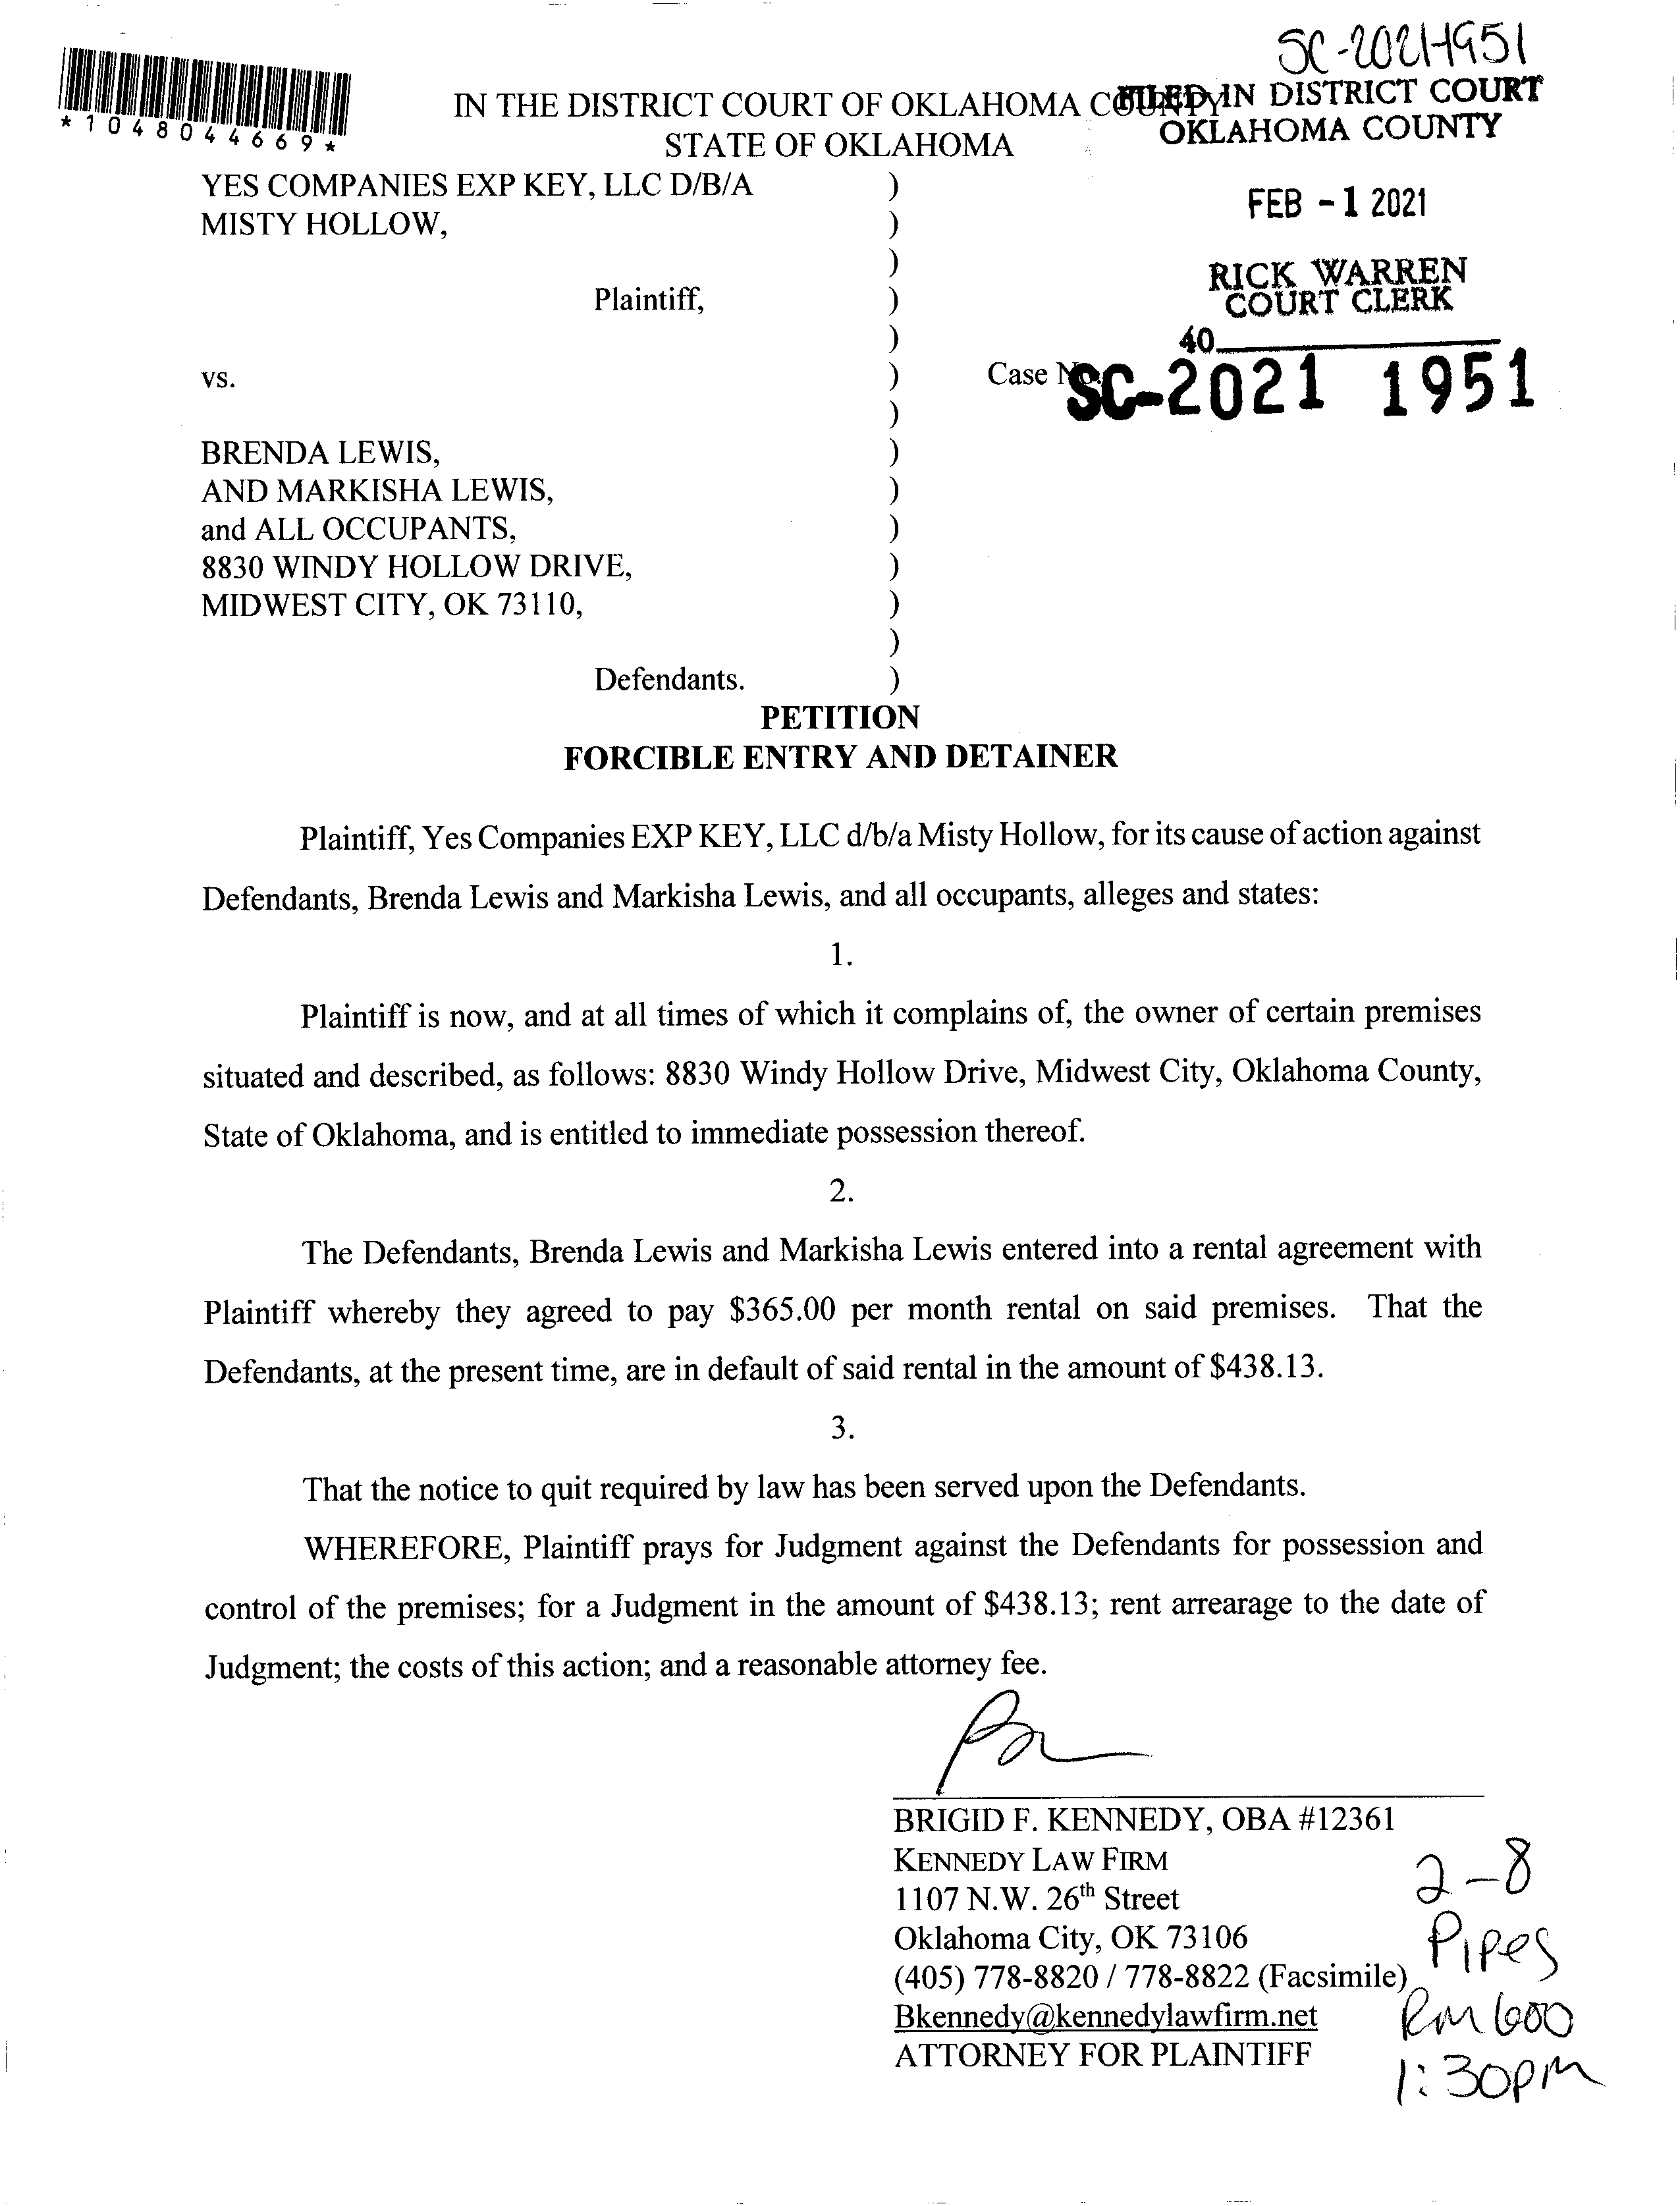 SC-2021-1951
*1048044669*
IN THE DISTRICT COURT OF OKLAHOMA COUNTY
STATE OF OKLAHOMA
FILED IN DISTRICT COURT
OKLAHOMA COUNTY
FEB -1 2021
RICK WARREN
COURT CLERK
40
YES COMPANIES EXP KEY, LLC D/B/A )
MISTY HOLLOW, )
)
Plaintiff, )
)
vs. ) Case No. SC-2021 1951
)
BRENDA LEWIS, )
AND MARKISHA LEWIS, )
and ALL OCCUPANTS, )
8830 WINDY HOLLOW DRIVE, )
MIDWEST CITY, OK 73110, )
)
Defendants. )
PETITION
FORCIBLE ENTRY AND DETAINER
Plaintiff, Yes Companies EXP KEY, LLC d/b/a Misty Hollow, for its cause of action against
Defendants, Brenda Lewis and Markisha Lewis, and all occupants, alleges and states:
1.
Plaintiff is now, and at all times of which it complains of, the owner of certain premises
situated and described, as follows: 8830 Windy Hollow Drive, Midwest City, Oklahoma County,
State of Oklahoma, and is entitled to immediate possession thereof.
2.
The Defendants, Brenda Lewis and Markisha Lewis entered into a rental agreement with
Plaintiff whereby they agreed to pay $365.00 per month rental on said premises. That the
Defendants, at the present time, are in default of said rental in the amount of $438.13.
3.
That the notice to quit required by law has been served upon the Defendants.
WHEREFORE, Plaintiff prays for Judgment against the Defendants for possession and
control of the premises; for a Judgment in the amount of $438.13; rent arrearage to the date of
Judgment; the costs of this action; and a reasonable attorney fee.
BRIGID F. KENNEDY, OBA #12361
KENNEDY LAW FIRM
1107 N.W. 26th Street
Oklahoma City, OK 73106
(405) 778-8820 / 778-8822 (Facsimile)
Bkennedy@kennedylawfirm.net
ATTORNEY FOR PLAINTIFF
2-8
Pipes
Rm 600
1:30pm